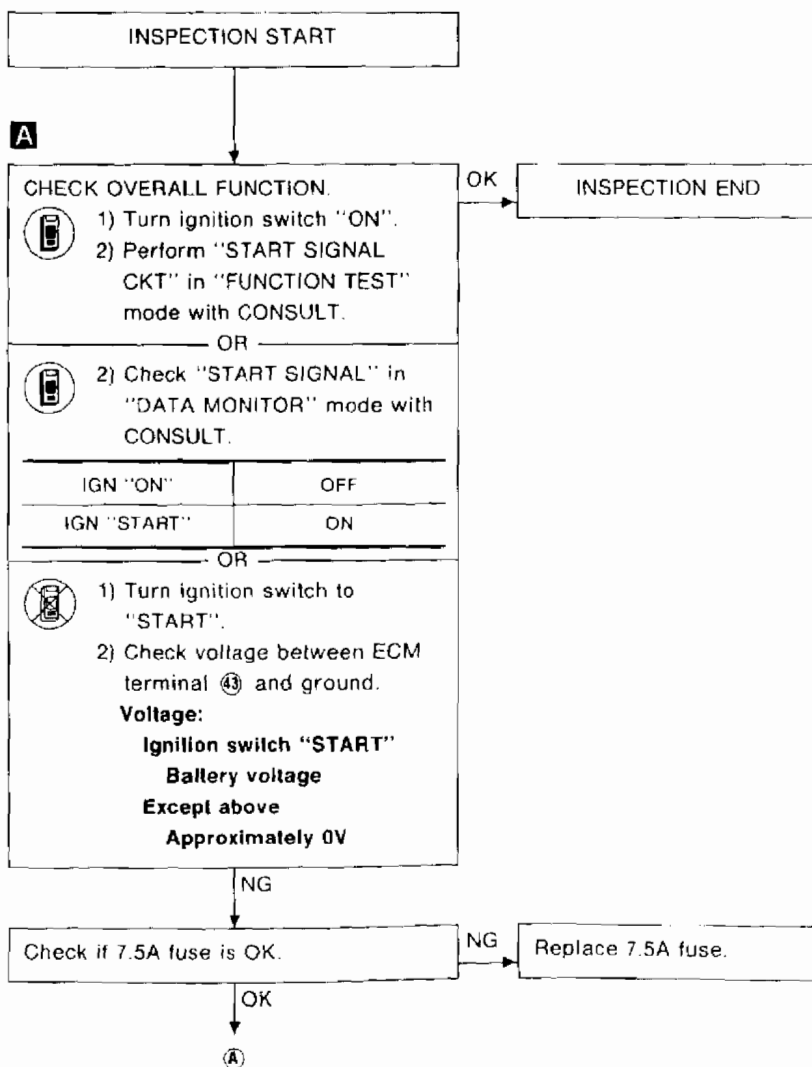 INSPECTION START
A
CHECK OVERALL FUNCTION.
1) Turn ignition switch "ON".
2) Perform "START SIGNAL
CKT" in "FUNCTION TEST"
mode with CONSULT.
OK
INSPECTION END
OR
2) Check "START SIGNAL" in
"DATA MONITOR" mode with
CONSULT.
IGN "ON" OFF
IGN "START" ON
OR
1) Turn ignition switch to
"START".
2) Check voltage between ECM
terminal ㊸ and ground.
Voltage:
Ignition switch "START"
Battery voltage
Except above
Approximately 0V
NG
Check if 7.5A fuse is OK.
NG
Replace 7.5A fuse.
OK
Ⓐ